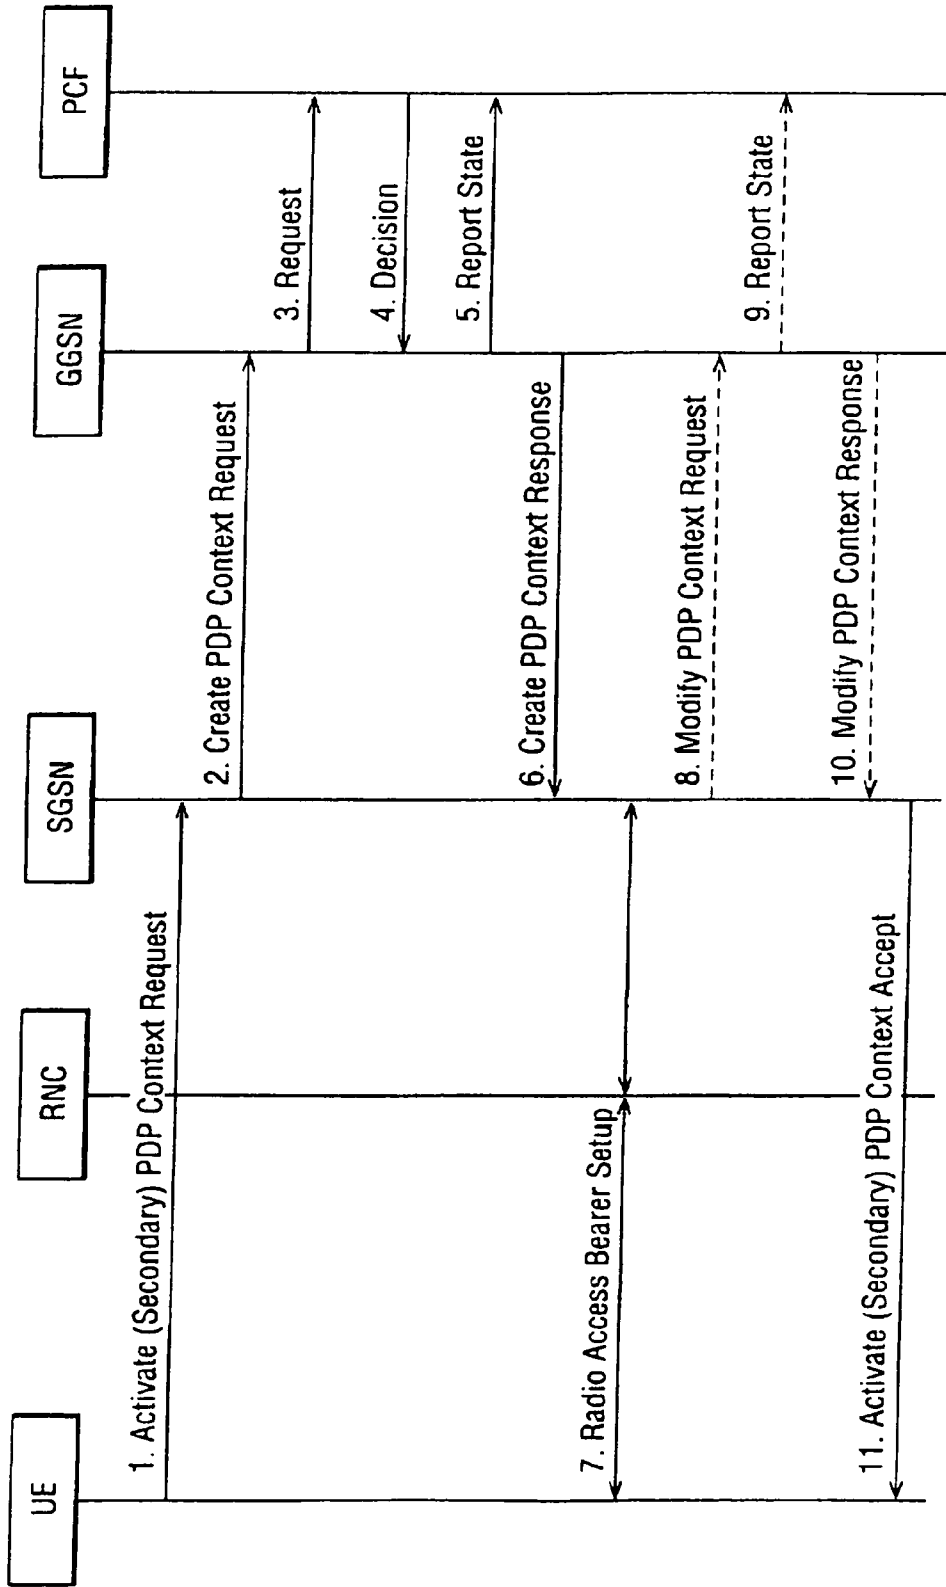 UE
RNC
SGSN
GGSN
PCF
1. Activate (Secondary) PDP Context Request
2. Create PDP Context Request
3. Request
4. Decision
5. Report State
6. Create PDP Context Response
7. Radio Access Bearer Setup
8. Modify PDP Context Request
9. Report State
10. Modify PDP Context Response
11. Activate (Secondary) PDP Context Accept